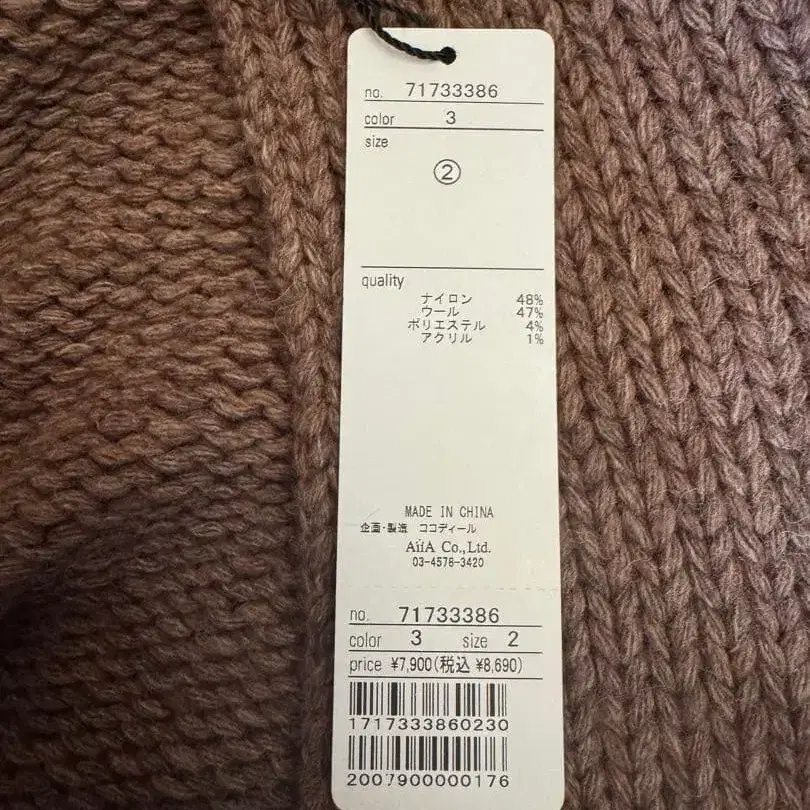 no. 71733386
color 3
size
②
quality
ナイロン 48%
ウール 47%
ポリエステル 4%
アクリル 1%
MADE IN CHINA
企画・製造 ココディール
AiiA Co.,Ltd.
03-4578-3420
no. 71733386
color 3 size 2
price ¥7,900(税込 ¥8,690)
1717333860230
2007900000176